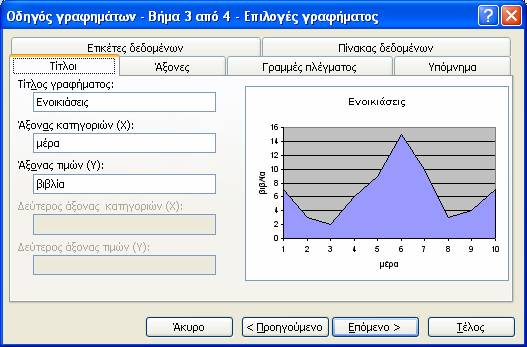 Οδηγός γραφημάτων - Βήμα 3 από 4 - Επιλογές γραφήματος
Ετικέτες δεδομένων
Πίνακας δεδομένων
Τίτλοι
Άξονες
Γραμμές πλέγματος
Υπόμνημα
Τίτλος γραφήματος:
Ενοικιάσεις
Άξονας κατηγοριών (X):
μέρα
Άξονας τιμών (Y):
βιβλία
Δεύτερος άξονας κατηγοριών (X):
Δεύτερος άξονας τιμών (Y):
Ενοικιάσεις
βιβλία
16
14
12
10
8
6
4
2
0
1 2 3 4 5 6 7 8 9 10
μέρα
Άκυρο
< Προηγούμενο
Επόμενο >
Τέλος